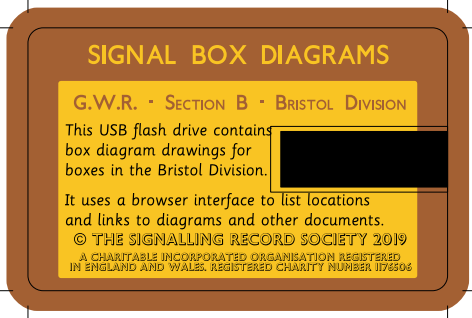 SIGNAL BOX DIAGRAMS
G.W.R. · SECTION B · BRISTOL DIVISION
This USB flash drive contains
box diagram drawings for
boxes in the Bristol Division.
It uses a browser interface to list locations
and links to diagrams and other documents.
© THE SIGNALLING RECORD SOCIETY 2019
A CHARITABLE INCORPORATED ORGANISATION REGISTERED
IN ENGLAND AND WALES. REGISTERED CHARITY NUMBER 1176506